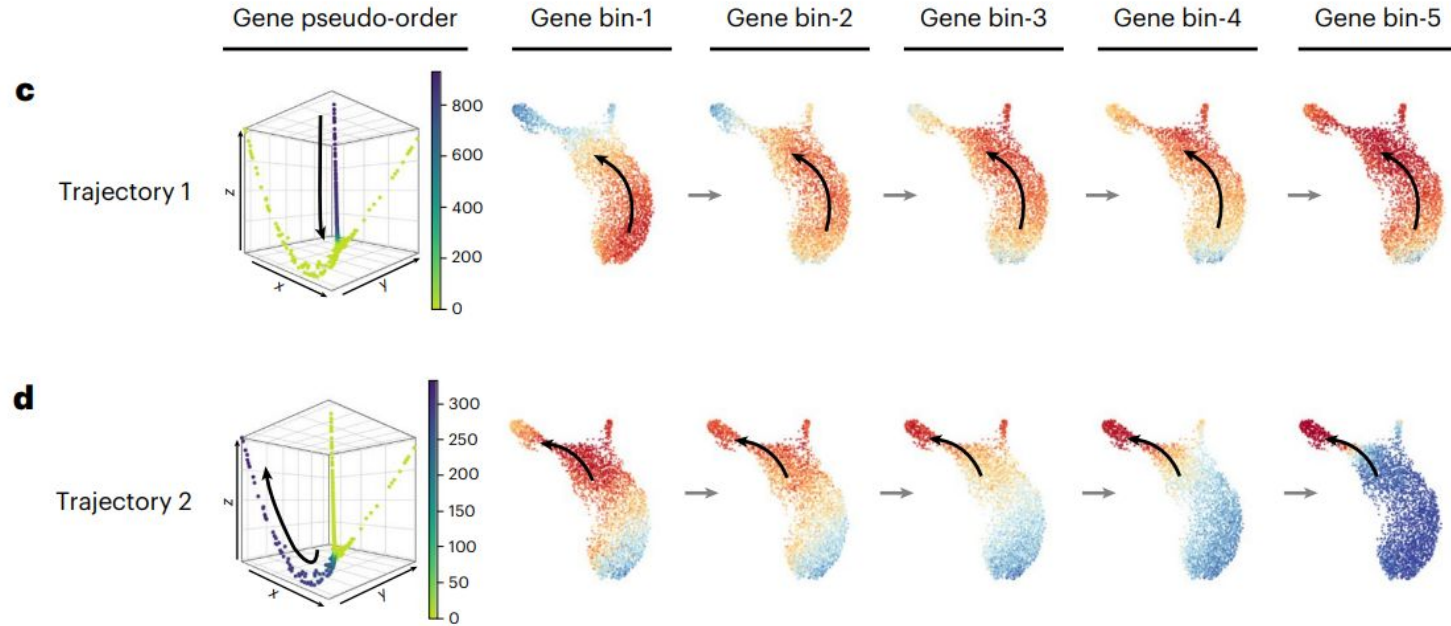 Gene pseudo-order Gene bin-1 Gene bin-2 Gene bin-3 Gene bin-4 Gene bin-5
c
Trajectory 1
z
x
y
800
600
400
200
0
d
Trajectory 2
z
x
y
300
250
200
150
100
50
0